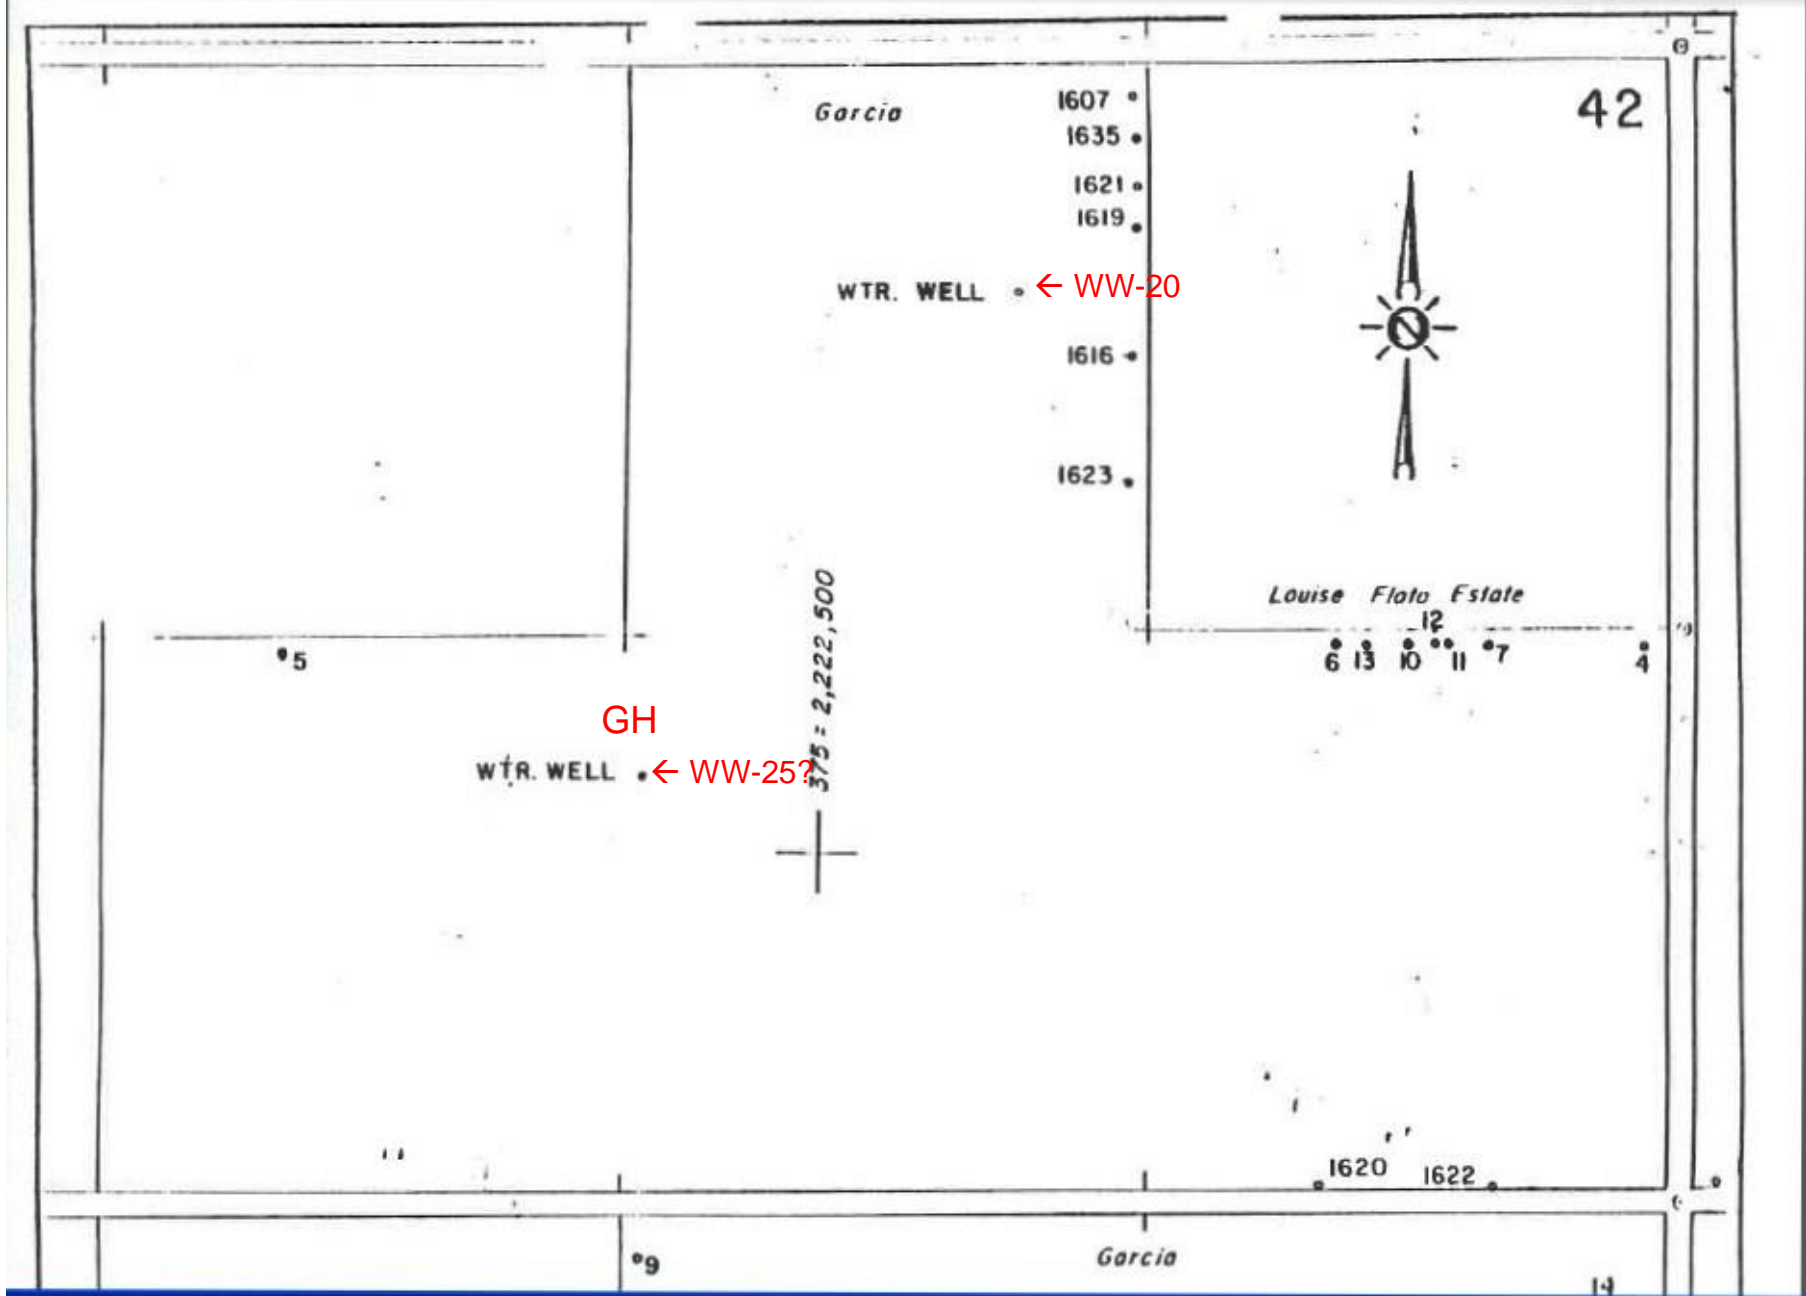 Garcia
1607
42
1635
1621
1619
WTR. WELL ← WW-20
N
1616
1623
375 = 2,222,500
Louise Flato Estate
12
5
6 13 10 11 7 4
GH
WTR. WELL ← WW-25?
1620 1622
9
Garcia